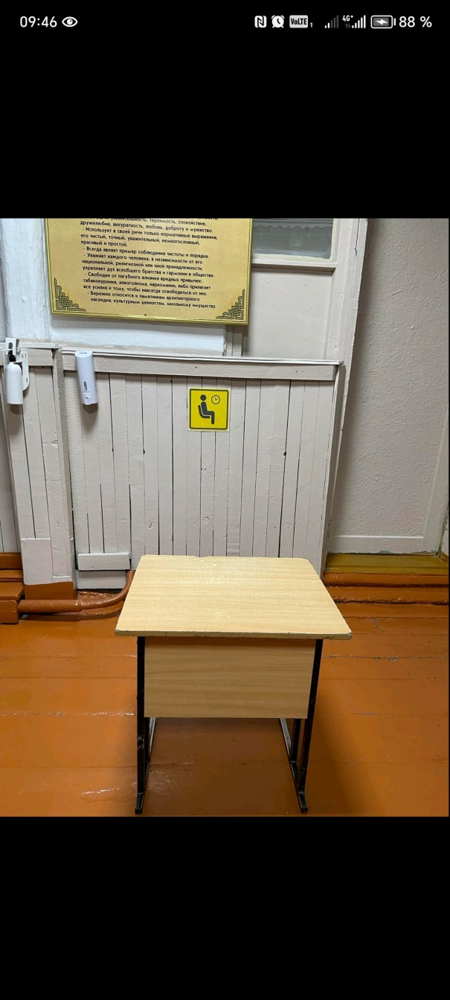 09:46
VoLTE 1 4G+ 88 %
терпимость, спокойствие,
дружелюбие, аккуратность, любовь, доброту и мужество.
- Использует в своей речи только нормативные выражения,
его чистый, точный, уважительный, немногословный,
красивый и простой.
- Всегда являет пример соблюдения чистоты и порядка.
- Уважает каждого человека, в независимости от его
национальной, религиозной или иной принадлежности,
укрепляет дух всеобщего братства и гармонии в обществе.
- Свободен от пагубного влияния вредных привычек:
табакокурения, алкоголизма, наркомании, либо прилагает
все усилия к тому, чтобы навсегда освободиться от них.
- Бережно относится к памятникам архитектурного
наследия, культурным ценностям, школьному имуществу.